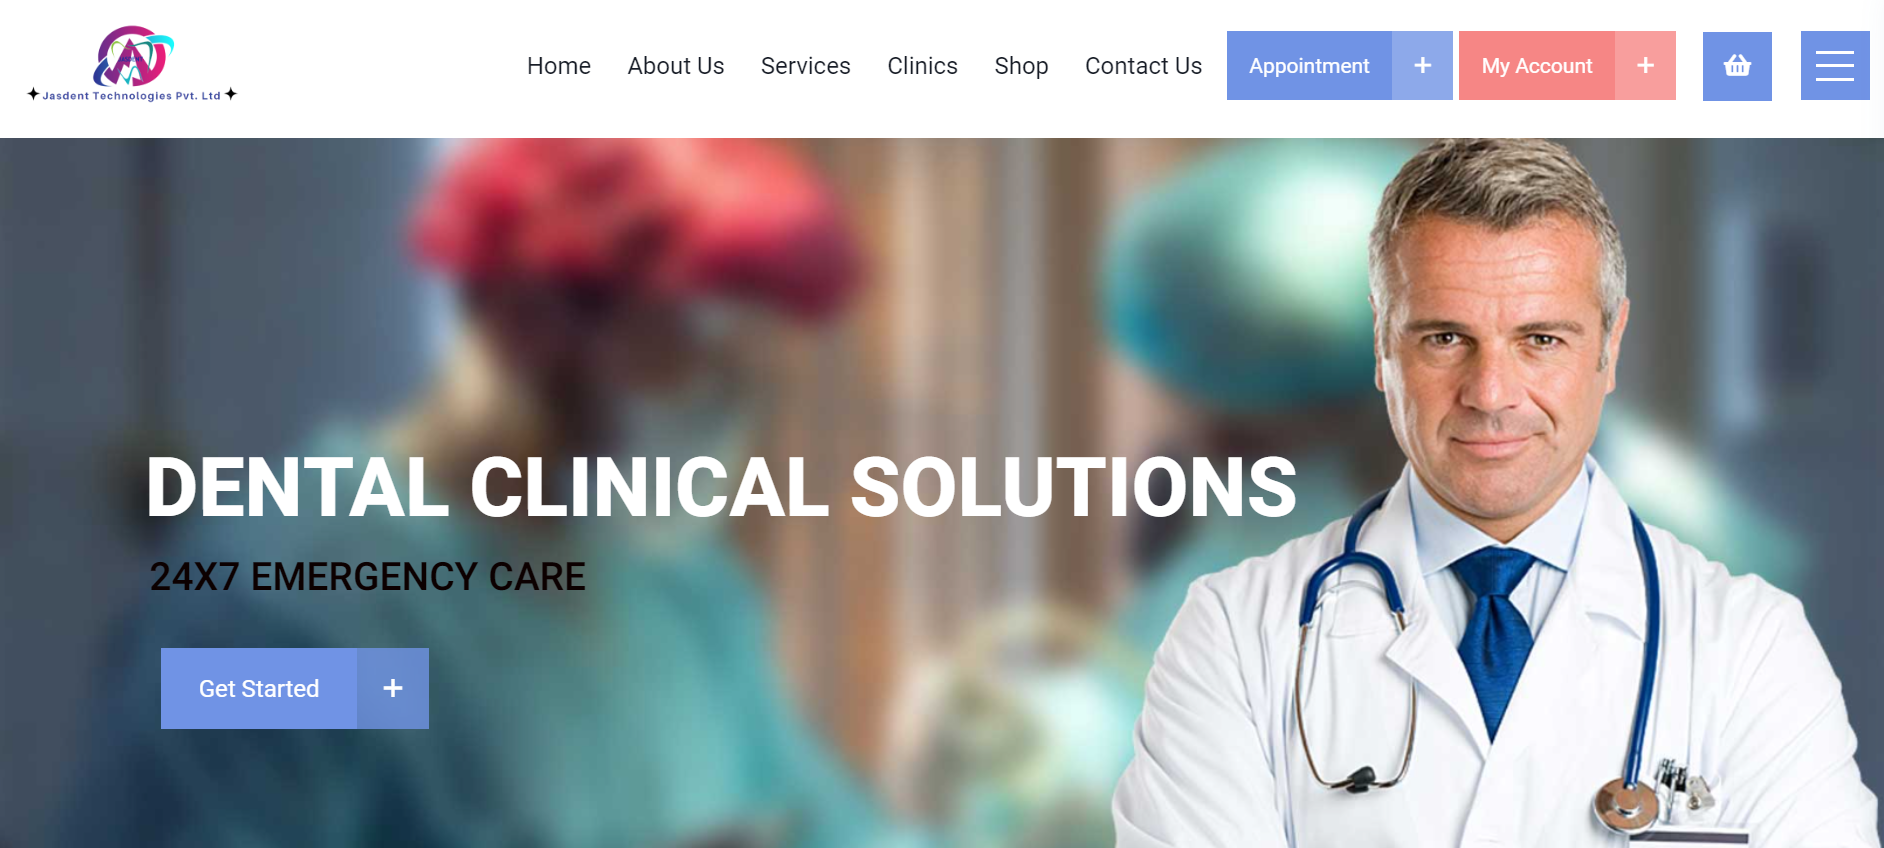 Jasdent Technologies Pvt. Ltd
Home About Us Services Clinics Shop Contact Us Appointment + My Account +
DENTAL CLINICAL SOLUTIONS
24X7 EMERGENCY CARE
Get Started +